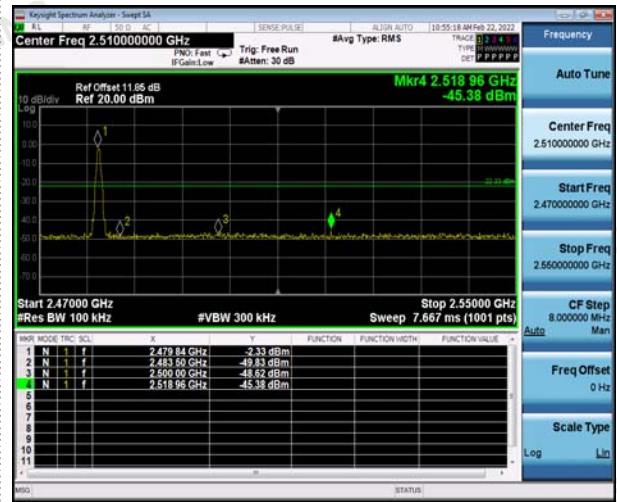 Keysight Spectrum Analyzer - Swept SA
RL RF 50 Ω AC SENSE:PULSE ALIGN AUTO 10:55:18 AM Feb 22, 2022
Center Freq 2.510000000 GHz
PNO: Fast
IFGain:Low
Trig: Free Run
#Atten: 30 dB
#Avg Type: RMS
TRACE 1 2 3 4 5 6
TYPE M WWWWW
DET P P P P P P
Ref Offset 11.85 dB
10 dB/div Ref 20.00 dBm
Log
Mkr4 2.518 96 GHz
-45.38 dBm
10.0
0.00
-10.0
-20.0
-30.0
-40.0
-50.0
-60.0
-70.0
1
2
3
4
-22.33 dBm
Start 2.47000 GHz
Stop 2.55000 GHz
#Res BW 100 kHz
#VBW 300 kHz
Sweep 7.667 ms (1001 pts)
MKR MODE TRC SCL X Y FUNCTION FUNCTION WIDTH FUNCTION VALUE
1 N 1 f 2.479 84 GHz -2.33 dBm
2 N 1 f 2.483 50 GHz -49.83 dBm
3 N 1 f 2.500 00 GHz -48.62 dBm
4 N 1 f 2.518 96 GHz -45.38 dBm
5
6
7
8
9
10
11
MSG
STATUS
Frequency
Auto Tune
Center Freq
2.510000000 GHz
Start Freq
2.470000000 GHz
Stop Freq
2.550000000 GHz
CF Step
8.000000 MHz
Auto Man
Freq Offset
0 Hz
Scale Type
Log Lin